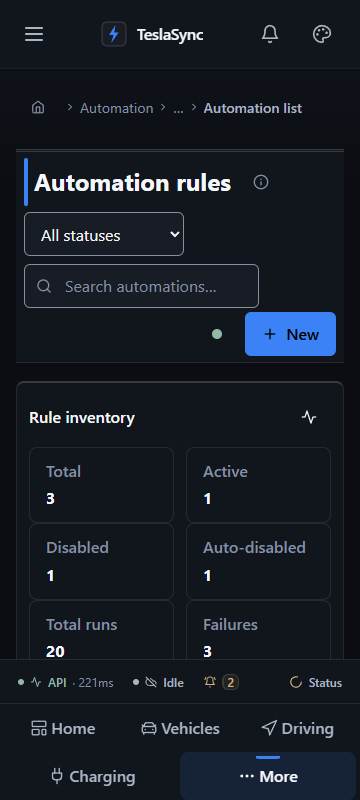 TeslaSync
Automation ... Automation list
Automation rules
All statuses
Search automations...
New
Rule inventory
Total Active
3 1
Disabled Auto-disabled
1 1
Total runs Failures
20 3
API · 221ms Idle 2 Status
Home Vehicles Driving
Charging More